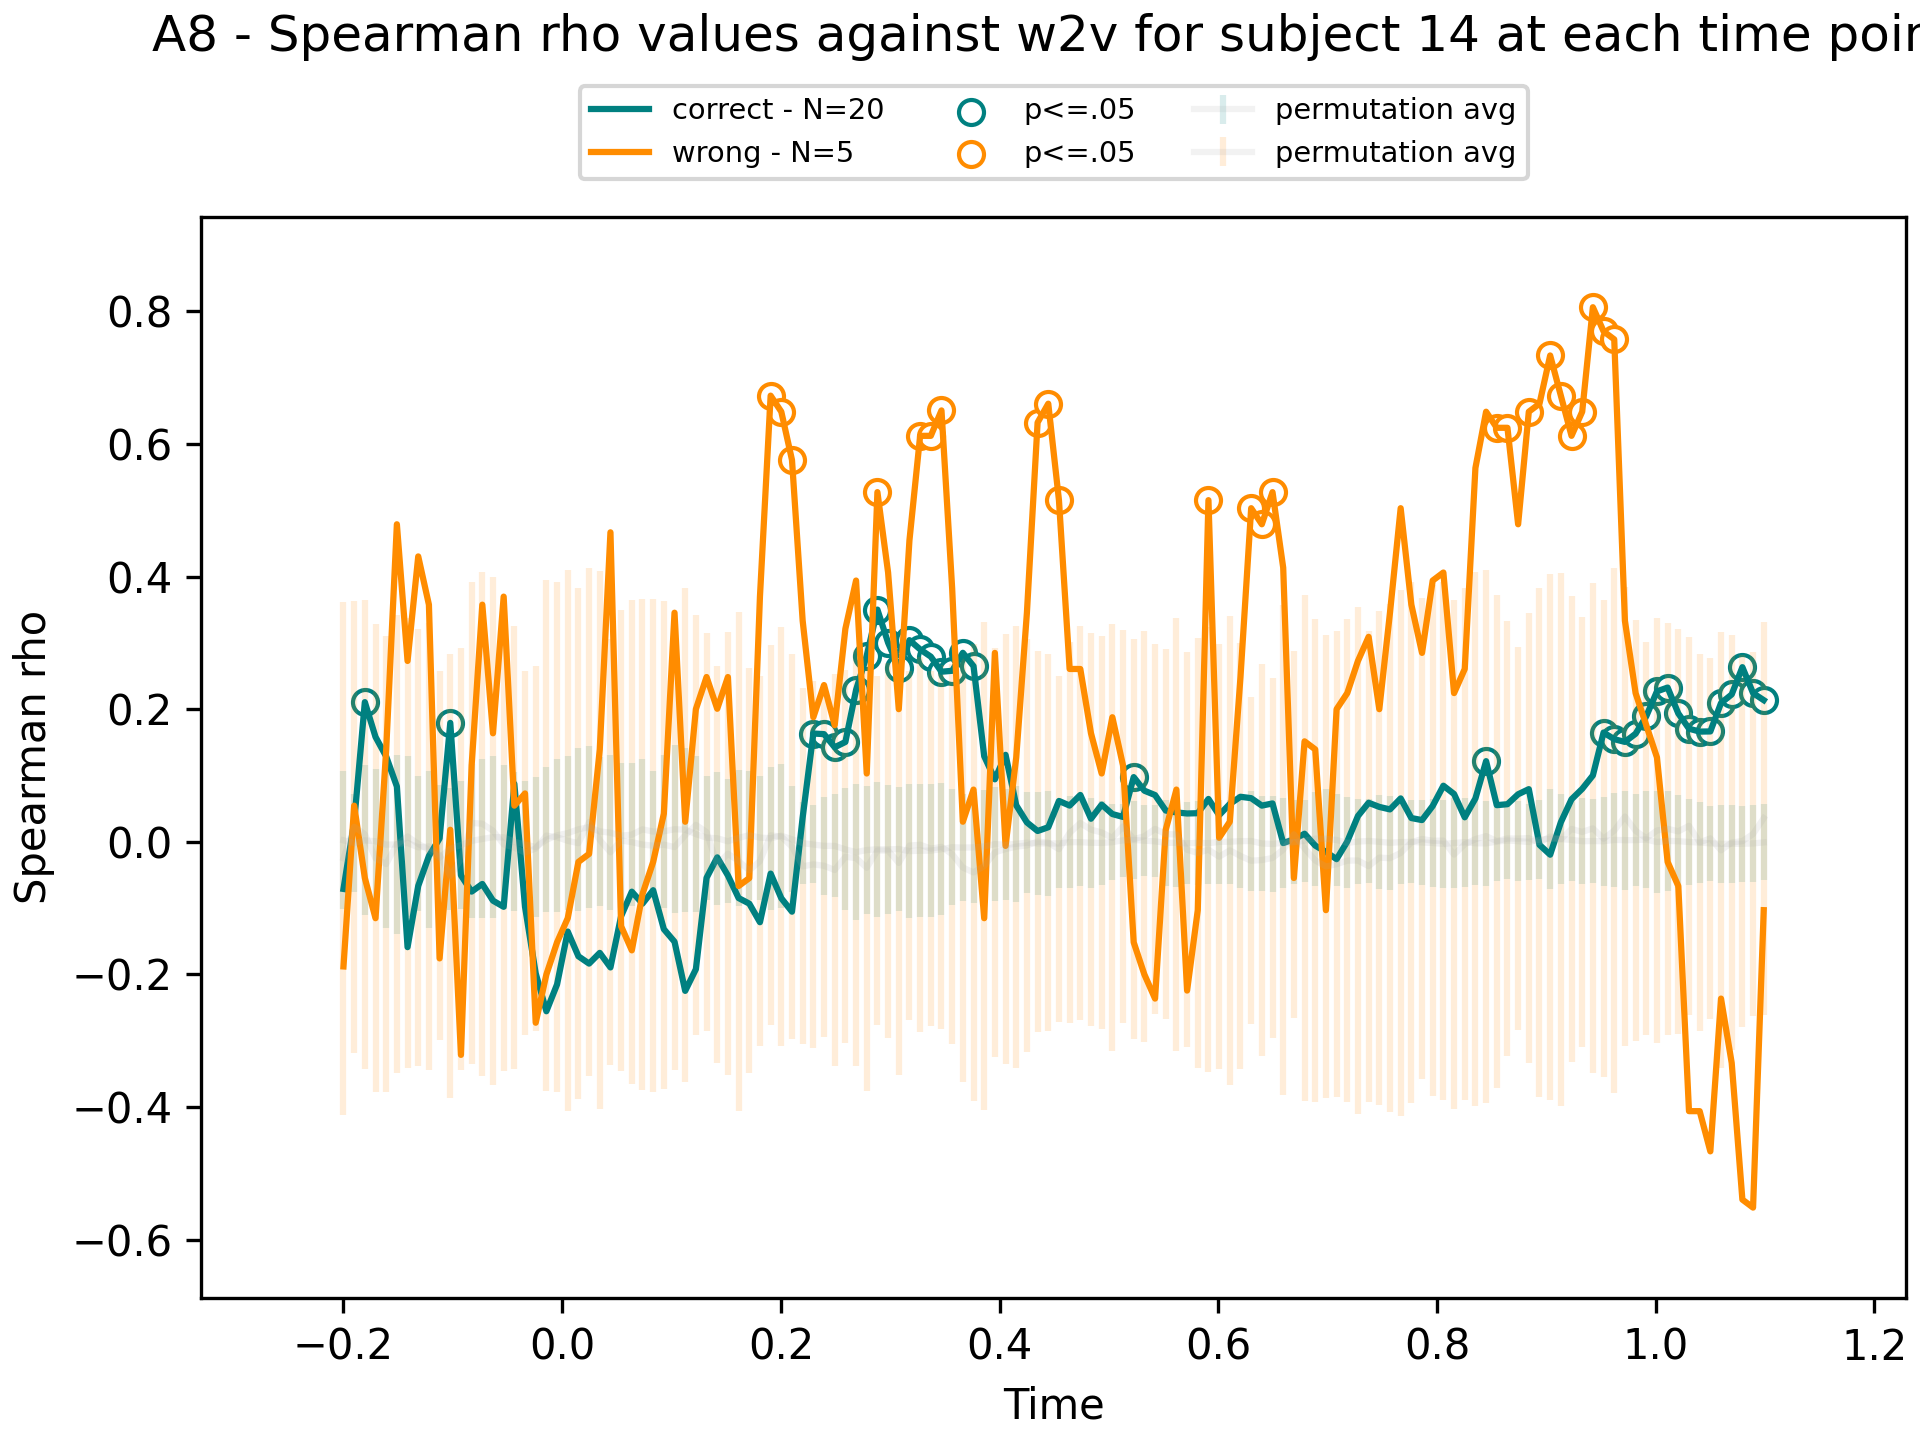 A8 - Spearman rho values against w2v for subject 14 at each time
correct - N=20 p<=.05 permutation avg
wrong - N=5 p<=.05 permutation avg
Spearman rho
0.8
0.6
0.4
0.2
0.0
−0.2
−0.4
−0.6
−0.2 0.0 0.2 0.4 0.6 0.8 1.0 1.2
Time